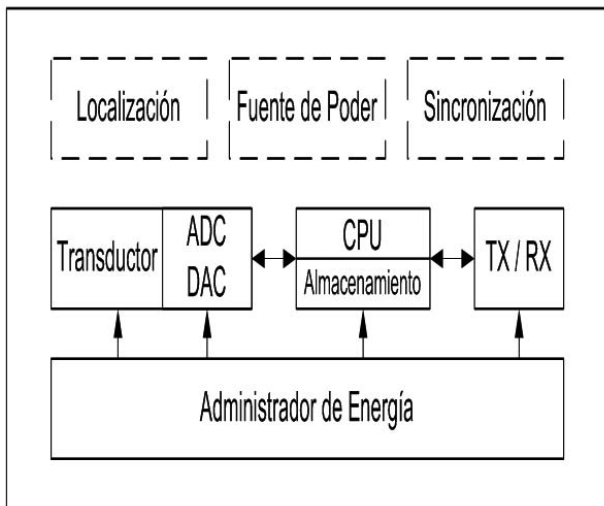 Localización
Fuente de Poder
Sincronización
Transductor
ADC
DAC
CPU
Almacenamiento
TX / RX
Administrador de Energía